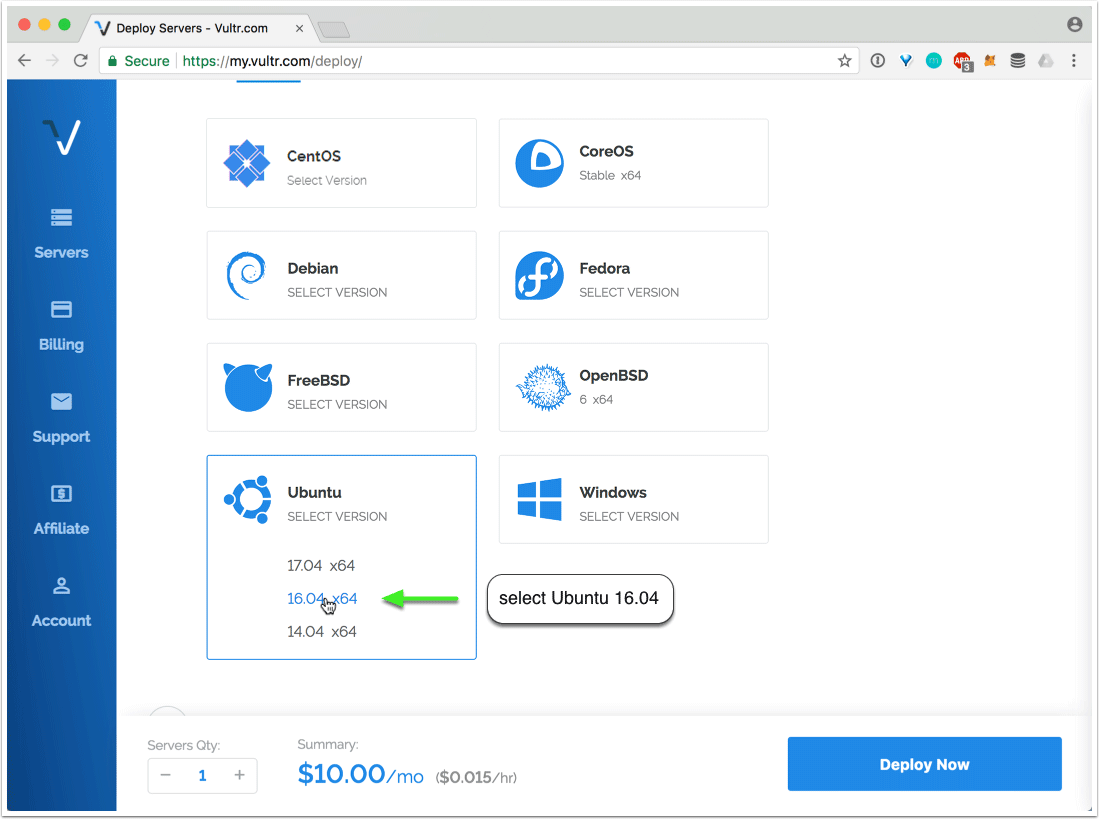 Deploy Servers - Vultr.com
Secure https://my.vultr.com/deploy/
ABP
3
Servers
Billing
Support
Affiliate
Account
CentOS
Select Version
CoreOS
Stable x64
Debian
SELECT VERSION
Fedora
SELECT VERSION
FreeBSD
SELECT VERSION
OpenBSD
6 x64
Ubuntu
SELECT VERSION
17.04 x64
16.04 x64
14.04 x64
Windows
SELECT VERSION
select Ubuntu 16.04
Servers Qty:
− 1 +
Summary:
$10.00/mo ($0.015/hr)
Deploy Now